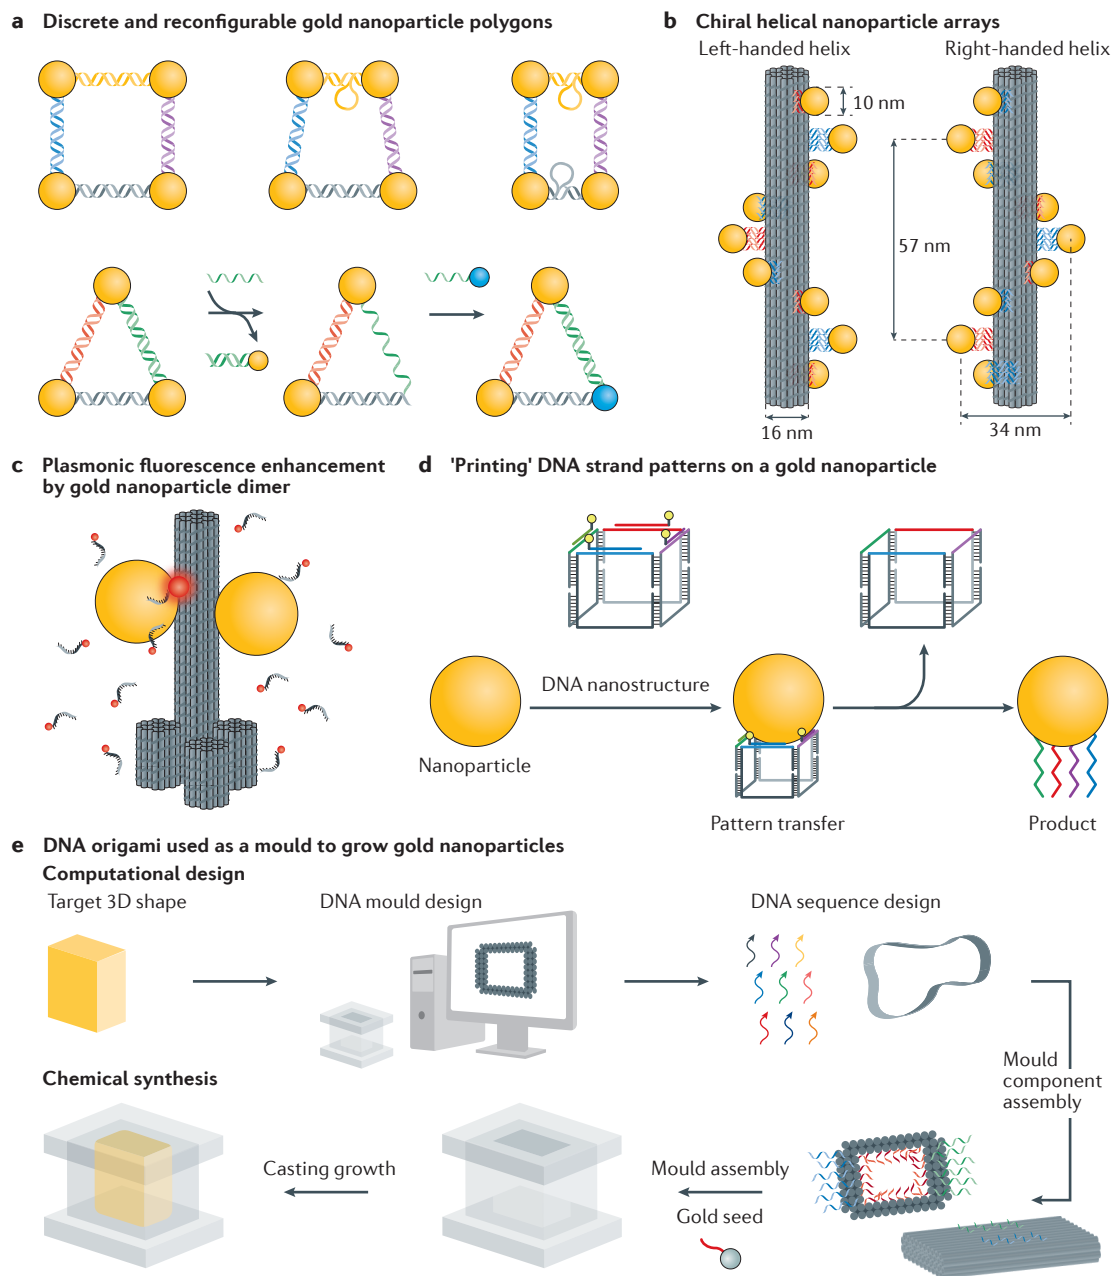 a Discrete and reconfigurable gold nanoparticle polygons
b Chiral helical nanoparticle arrays
Left-handed helix
Right-handed helix
10 nm
57 nm
16 nm
34 nm
c Plasmonic fluorescence enhancement
by gold nanoparticle dimer
d 'Printing' DNA strand patterns on a gold nanoparticle
DNA nanostructure
Nanoparticle
Pattern transfer
Product
e DNA origami used as a mould to grow gold nanoparticles
Computational design
Target 3D shape
DNA mould design
DNA sequence design
Mould
component
assembly
Chemical synthesis
Casting growth
Mould assembly
Gold seed